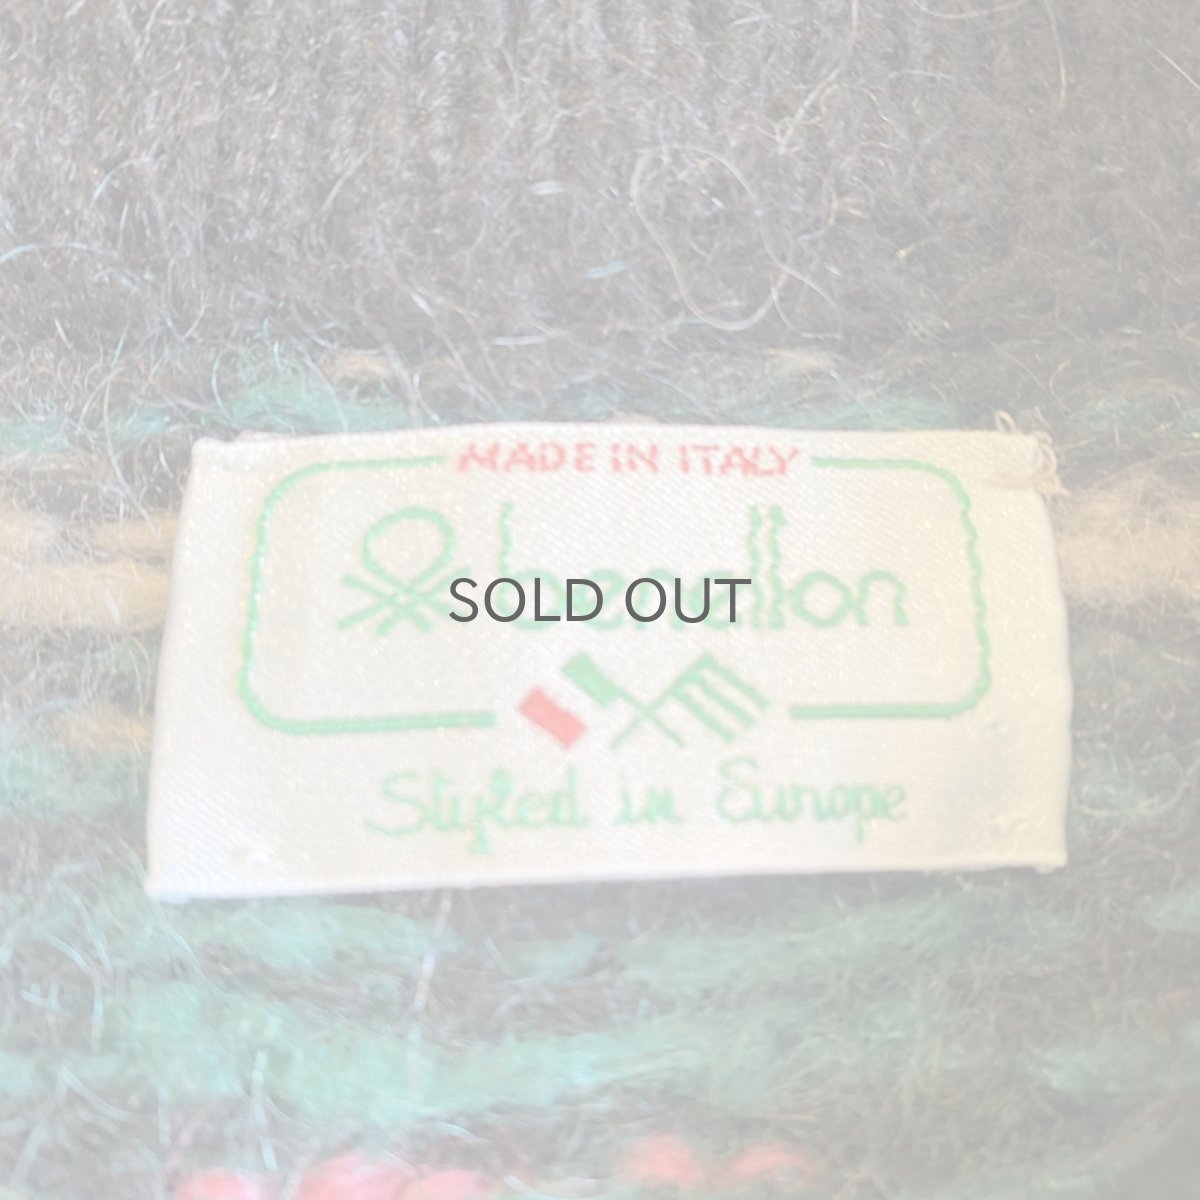 MADE IN ITALY
benetton
SOLD OUT
Styled in Europe